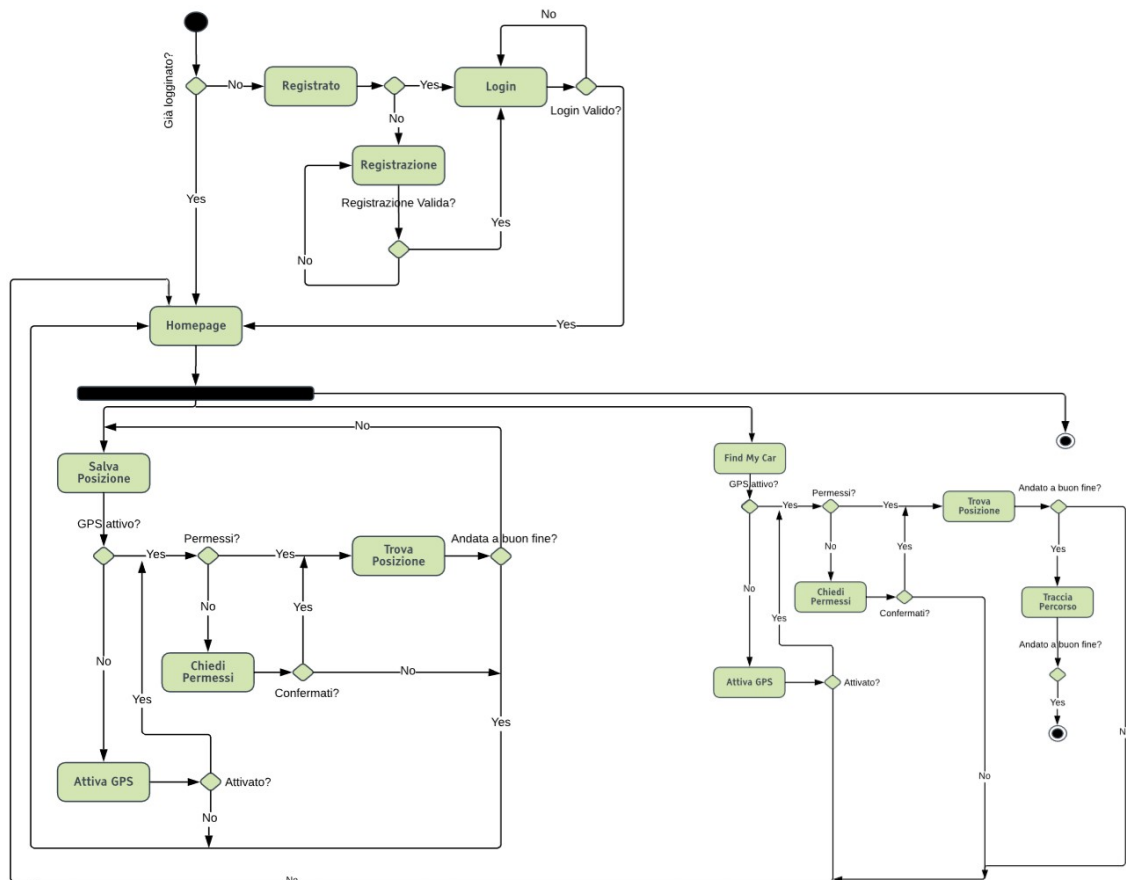 No
Già logginato?
No
Registrato
Yes
Login
Login Valido?
No
Registrazione
Registrazione Valida?
Yes
Yes
No
Homepage
Yes
No
Salva
Posizione
Find My Car
GPS attivo?
GPS attivo?
Yes
Permessi?
Yes
Trova
Posizione
Andata a buon fine?
Yes
Permessi?
Yes
Trova
Posizione
Andato a buon fine?
No
Yes
No
Chiedi
Permessi
Confermati?
No
Yes
No
Yes
Attiva GPS
Attivato?
No
No
Yes
No
Chiedi
Permessi
Confermati?
Yes
Yes
Attiva GPS
Attivato?
No
Yes
Traccia
Percorso
Andato a buon fine?
Yes